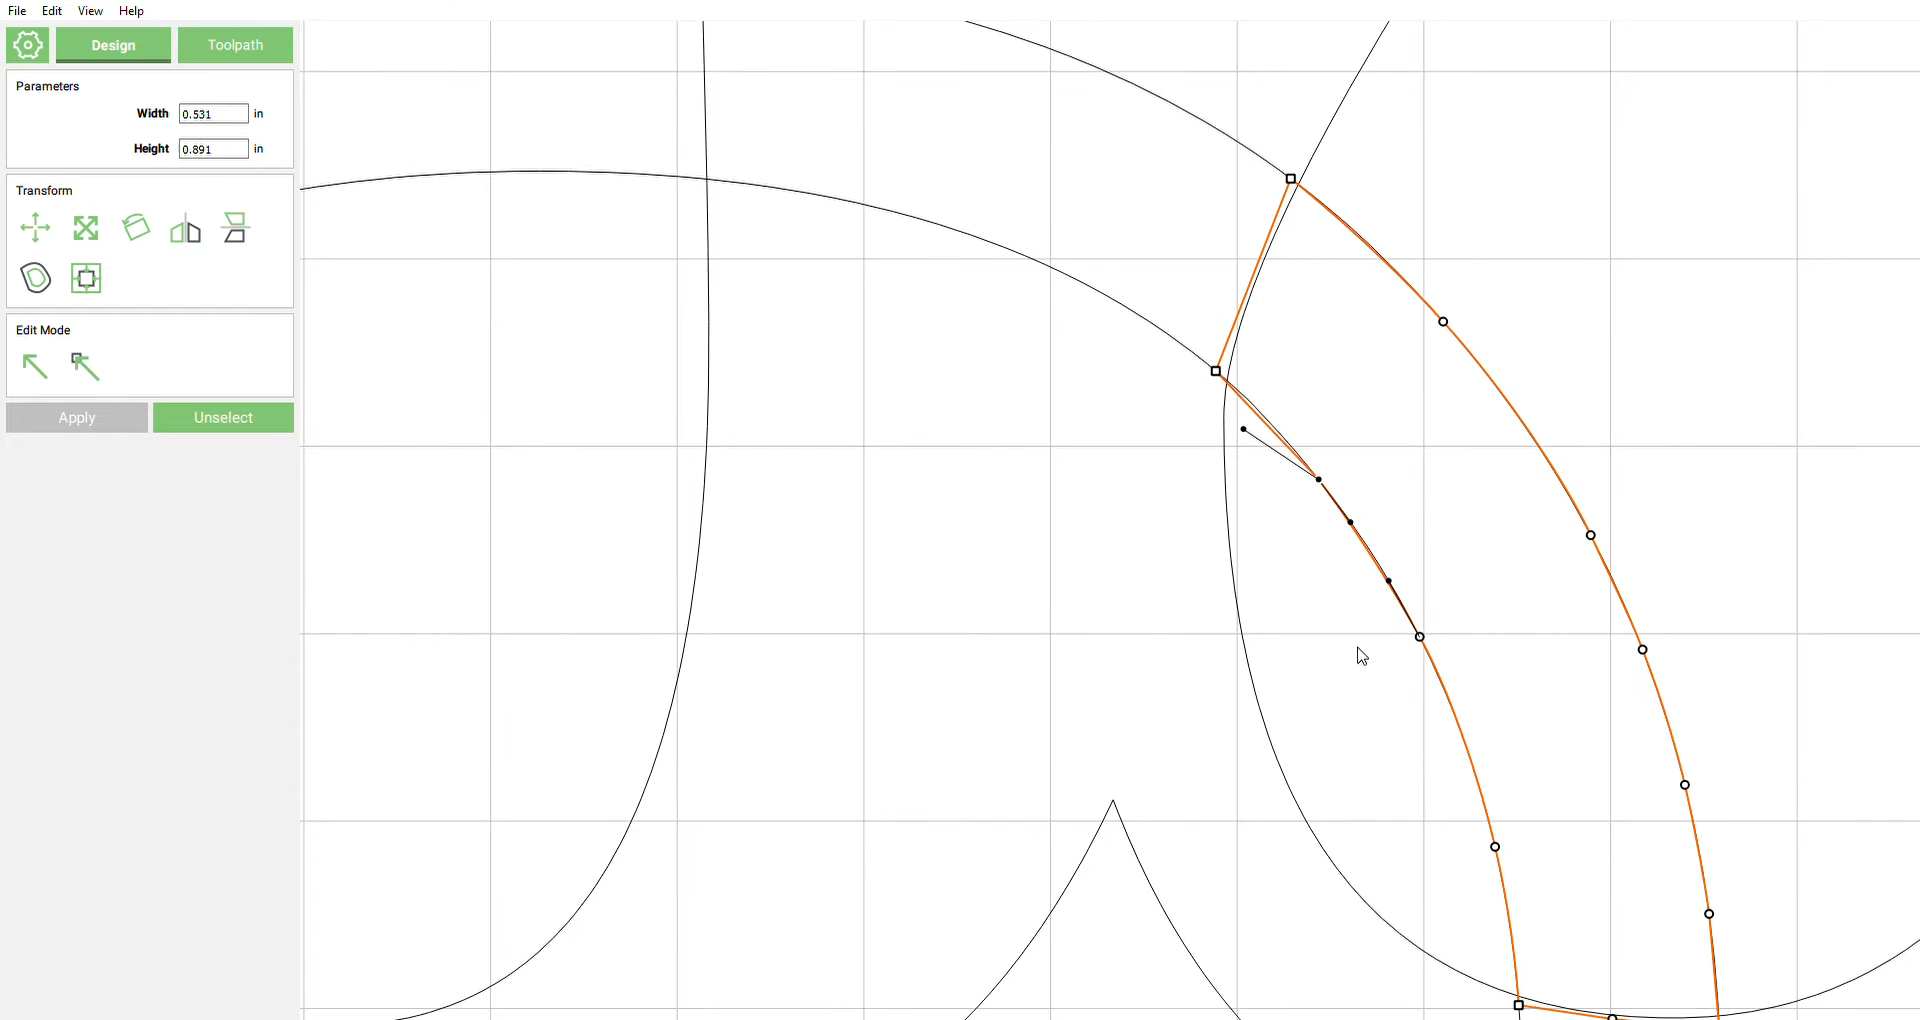 File Edit View Help
Design Toolpath
Parameters
Width 0.531 in
Height 0.891 in
Transform
Edit Mode
Apply Unselect